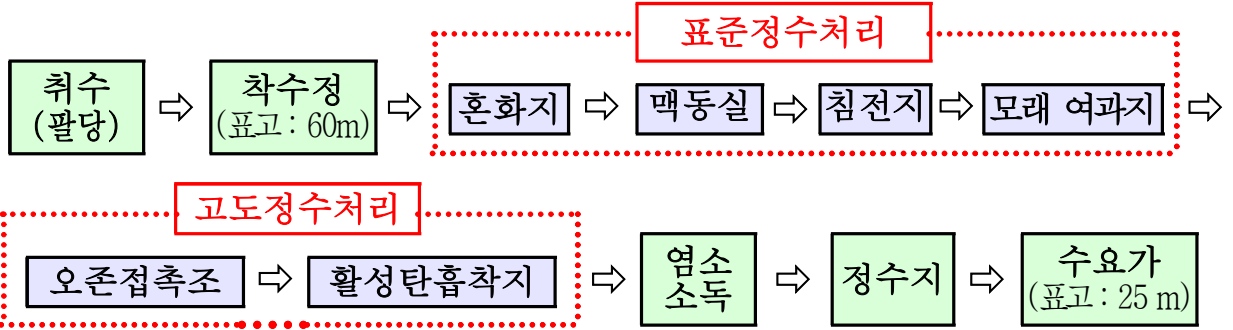 표준정수처리
취수
(팔당)
착수정
(표고 : 60m)
혼화지
맥동실
침전지
모래 여과지
고도정수처리
오존접촉조
활성탄흡착지
염소
소독
정수지
수요가
(표고 : 25 m)